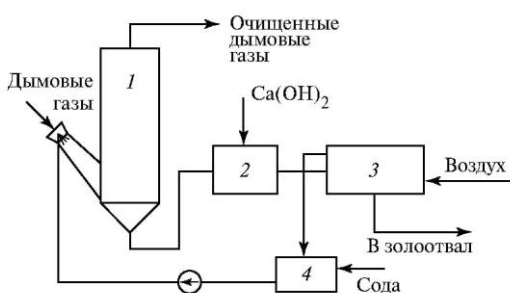 Очищенные
дымовые
газы
1
Дымовые
газы
Ca(OH)₂
2
3
Воздух
В золоотвал
4
Сода